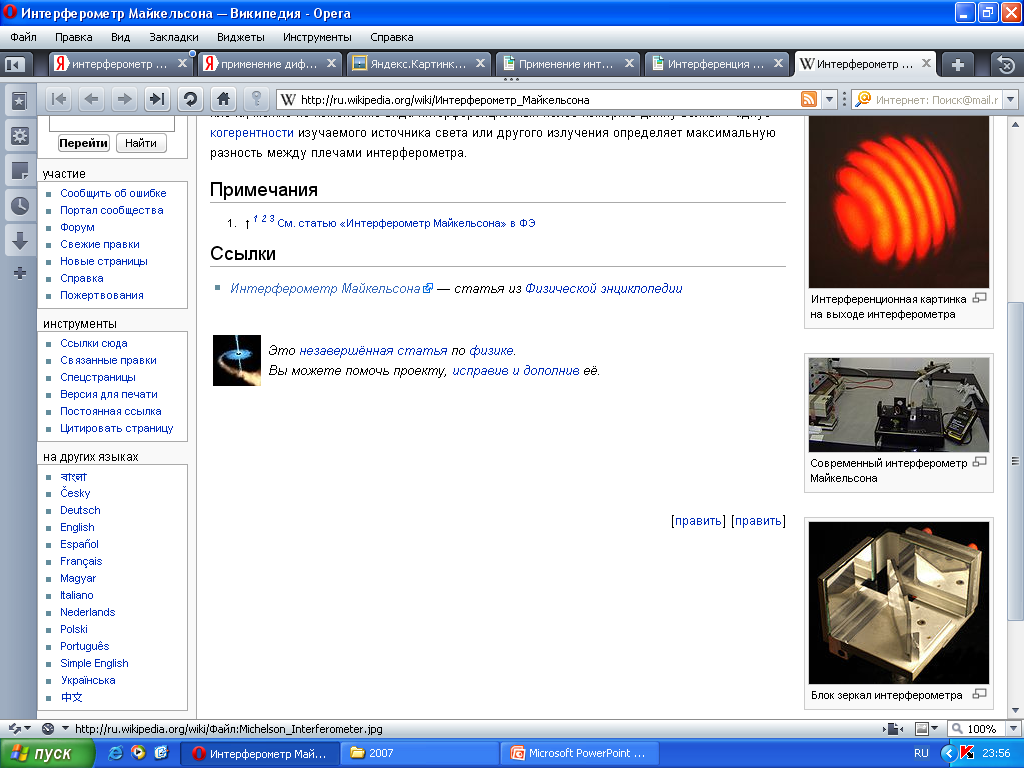 Интерферометр Майкельсона — Википедия - Opera
Файл Правка Вид Закладки Виджеты Инструменты Справка
интерферометр ... применение диф... Яндекс.Картинк... Применение инт... Интерференция ... Интерферометр ...
http://ru.wikipedia.org/wiki/Интерферометр_Майкельсона Интернет: Поиск@mail.r
Перейти Найти
участие
Сообщить об ошибке
Портал сообщества
Форум
Свежие правки
Новые страницы
Справка
Пожертвования
инструменты
Ссылки сюда
Связанные правки
Спецстраницы
Версия для печати
Постоянная ссылка
Цитировать страницу
на других языках
বাংলা
Česky
Deutsch
English
Español
Français
Magyar
Italiano
Nederlands
Polski
Português
Simple English
Українська
中文
когерентности изучаемого источника света или другого излучения определяет максимальную
разность между плечами интерферометра.
Примечания
1. ↑ 1 2 3 См. статью «Интерферометр Майкельсона» в ФЭ
Ссылки
Интерферометр Майкельсона — статья из Физической энциклопедии
Это незавершённая статья по физике.
Вы можете помочь проекту, исправив и дополнив её.
[править] [править]
Интерференционная картинка
на выходе интерферометра
Современный интерферометр
Майкельсона
Блок зеркал интерферометра
http://ru.wikipedia.org/wiki/Файл:Michelson_Interferometer.jpg 100%
пуск Интерферометр Май... 2007 Microsoft PowerPoint ... RU 23:56